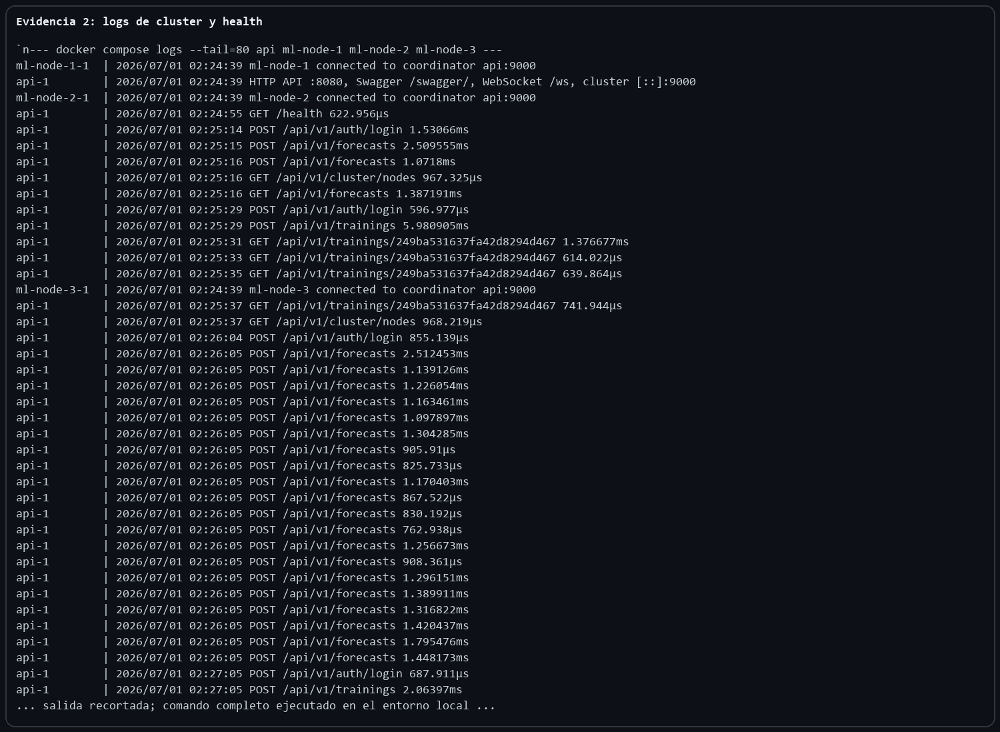 Evidencia 2: logs de cluster y health
`n--- docker compose logs --tail=80 api ml-node-1 ml-node-2 ml-node-3 ---
ml-node-1-1  | 2026/07/01 02:24:39 ml-node-1 connected to coordinator api:9000
api-1        | 2026/07/01 02:24:39 HTTP API :8080, Swagger /swagger/, WebSocket /ws, cluster [::]:9000
ml-node-2-1  | 2026/07/01 02:24:39 ml-node-2 connected to coordinator api:9000
api-1        | 2026/07/01 02:24:55 GET /health 622.956µs
api-1        | 2026/07/01 02:25:14 POST /api/v1/auth/login 1.53066ms
api-1        | 2026/07/01 02:25:15 POST /api/v1/forecasts 2.509555ms
api-1        | 2026/07/01 02:25:16 POST /api/v1/forecasts 1.0718ms
api-1        | 2026/07/01 02:25:16 GET /api/v1/cluster/nodes 967.325µs
api-1        | 2026/07/01 02:25:16 GET /api/v1/forecasts 1.387191ms
api-1        | 2026/07/01 02:25:29 POST /api/v1/auth/login 596.977µs
api-1        | 2026/07/01 02:25:29 POST /api/v1/trainings 5.980905ms
api-1        | 2026/07/01 02:25:31 GET /api/v1/trainings/249ba531637fa42d8294d467 1.376677ms
api-1        | 2026/07/01 02:25:33 GET /api/v1/trainings/249ba531637fa42d8294d467 614.022µs
api-1        | 2026/07/01 02:25:35 GET /api/v1/trainings/249ba531637fa42d8294d467 639.864µs
ml-node-3-1  | 2026/07/01 02:24:39 ml-node-3 connected to coordinator api:9000
api-1        | 2026/07/01 02:25:37 GET /api/v1/trainings/249ba531637fa42d8294d467 741.944µs
api-1        | 2026/07/01 02:25:37 GET /api/v1/cluster/nodes 968.219µs
api-1        | 2026/07/01 02:26:04 POST /api/v1/auth/login 855.139µs
api-1        | 2026/07/01 02:26:05 POST /api/v1/forecasts 2.512453ms
api-1        | 2026/07/01 02:26:05 POST /api/v1/forecasts 1.139126ms
api-1        | 2026/07/01 02:26:05 POST /api/v1/forecasts 1.226054ms
api-1        | 2026/07/01 02:26:05 POST /api/v1/forecasts 1.163461ms
api-1        | 2026/07/01 02:26:05 POST /api/v1/forecasts 1.097897ms
api-1        | 2026/07/01 02:26:05 POST /api/v1/forecasts 1.304285ms
api-1        | 2026/07/01 02:26:05 POST /api/v1/forecasts 905.91µs
api-1        | 2026/07/01 02:26:05 POST /api/v1/forecasts 825.733µs
api-1        | 2026/07/01 02:26:05 POST /api/v1/forecasts 1.170403ms
api-1        | 2026/07/01 02:26:05 POST /api/v1/forecasts 867.522µs
api-1        | 2026/07/01 02:26:05 POST /api/v1/forecasts 830.192µs
api-1        | 2026/07/01 02:26:05 POST /api/v1/forecasts 762.938µs
api-1        | 2026/07/01 02:26:05 POST /api/v1/forecasts 1.256673ms
api-1        | 2026/07/01 02:26:05 POST /api/v1/forecasts 908.361µs
api-1        | 2026/07/01 02:26:05 POST /api/v1/forecasts 1.296151ms
api-1        | 2026/07/01 02:26:05 POST /api/v1/forecasts 1.389911ms
api-1        | 2026/07/01 02:26:05 POST /api/v1/forecasts 1.316822ms
api-1        | 2026/07/01 02:26:05 POST /api/v1/forecasts 1.420437ms
api-1        | 2026/07/01 02:26:05 POST /api/v1/forecasts 1.795476ms
api-1        | 2026/07/01 02:26:05 POST /api/v1/forecasts 1.448173ms
api-1        | 2026/07/01 02:27:05 POST /api/v1/auth/login 687.911µs
api-1        | 2026/07/01 02:27:05 POST /api/v1/trainings 2.06397ms
... salida recortada; comando completo ejecutado en el entorno local ...